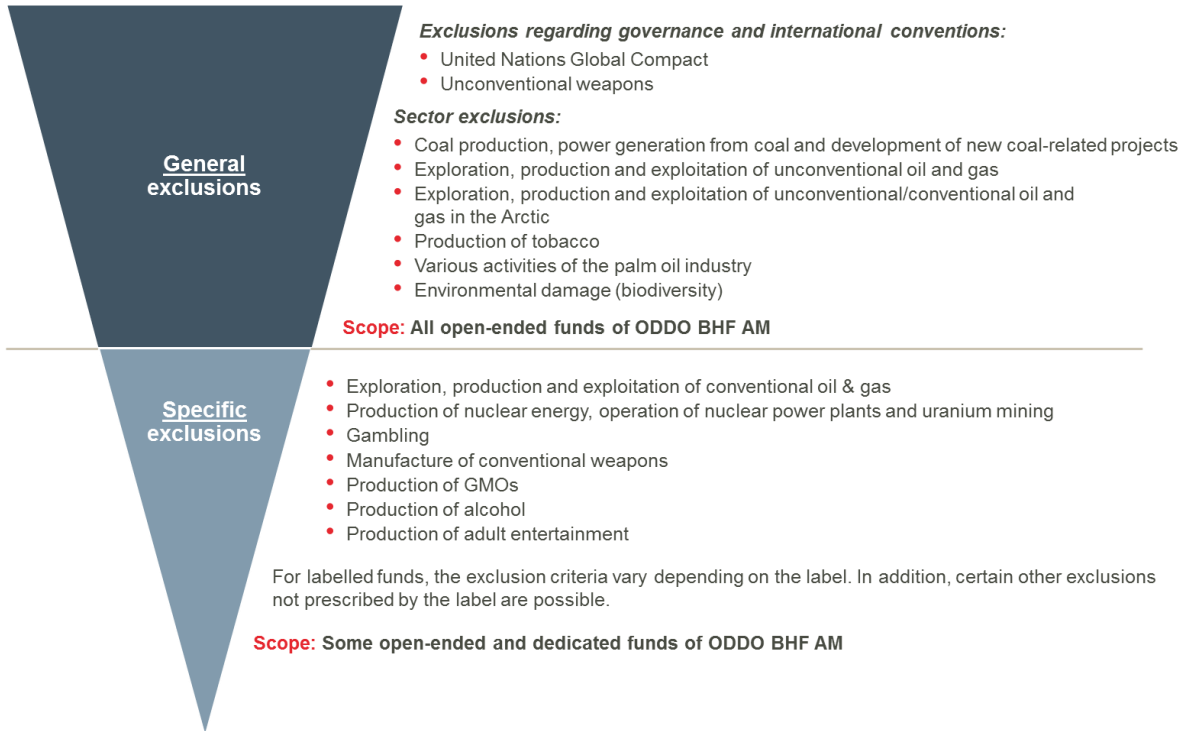 General
exclusions
Exclusions regarding governance and international conventions:
• United Nations Global Compact
• Unconventional weapons
Sector exclusions:
• Coal production, power generation from coal and development of new coal-related projects
• Exploration, production and exploitation of unconventional oil and gas
• Exploration, production and exploitation of unconventional/conventional oil and
gas in the Arctic
• Production of tobacco
• Various activities of the palm oil industry
• Environmental damage (biodiversity)
Scope: All open-ended funds of ODDO BHF AM
Specific
exclusions
• Exploration, production and exploitation of conventional oil & gas
• Production of nuclear energy, operation of nuclear power plants and uranium mining
• Gambling
• Manufacture of conventional weapons
• Production of GMOs
• Production of alcohol
• Production of adult entertainment
For labelled funds, the exclusion criteria vary depending on the label. In addition, certain other exclusions
not prescribed by the label are possible.
Scope: Some open-ended and dedicated funds of ODDO BHF AM